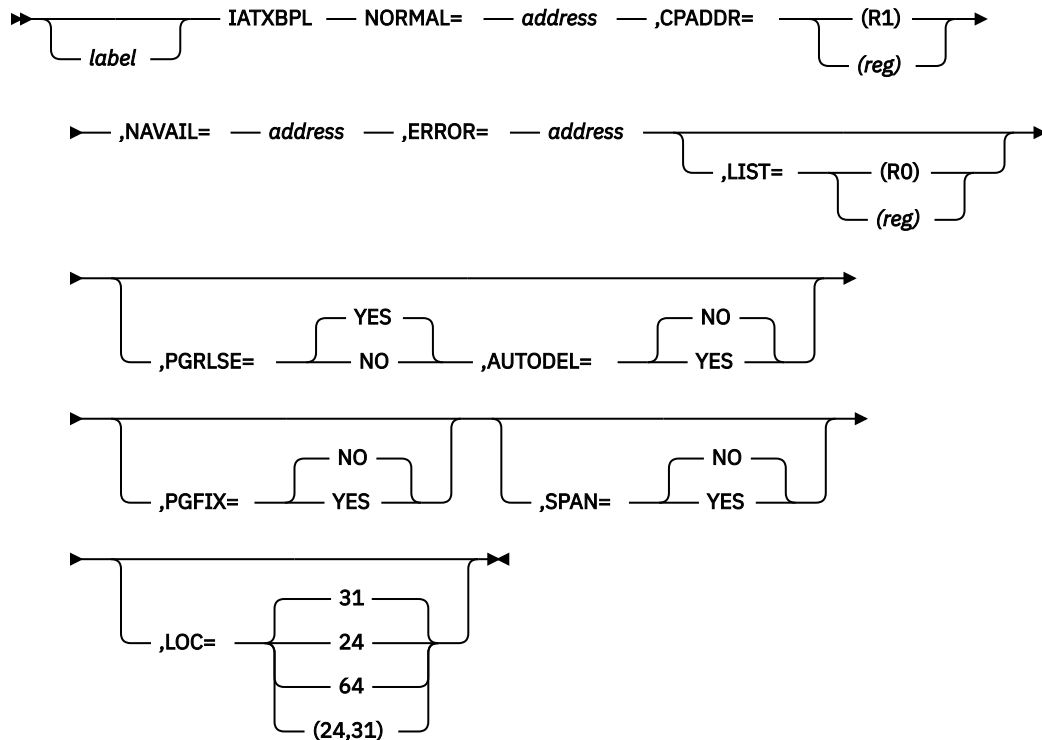 IATXBPL NORMAL= address ,CPADDR= (R1)
label (reg)
,NAVAIL= address ,ERROR= address
,LIST= (R0)
(reg)
YES NO
,PGRLSE= NO ,AUTODEL= YES
NO NO
,PGFIX= YES ,SPAN= YES
31
,LOC= 24
64
(24,31)